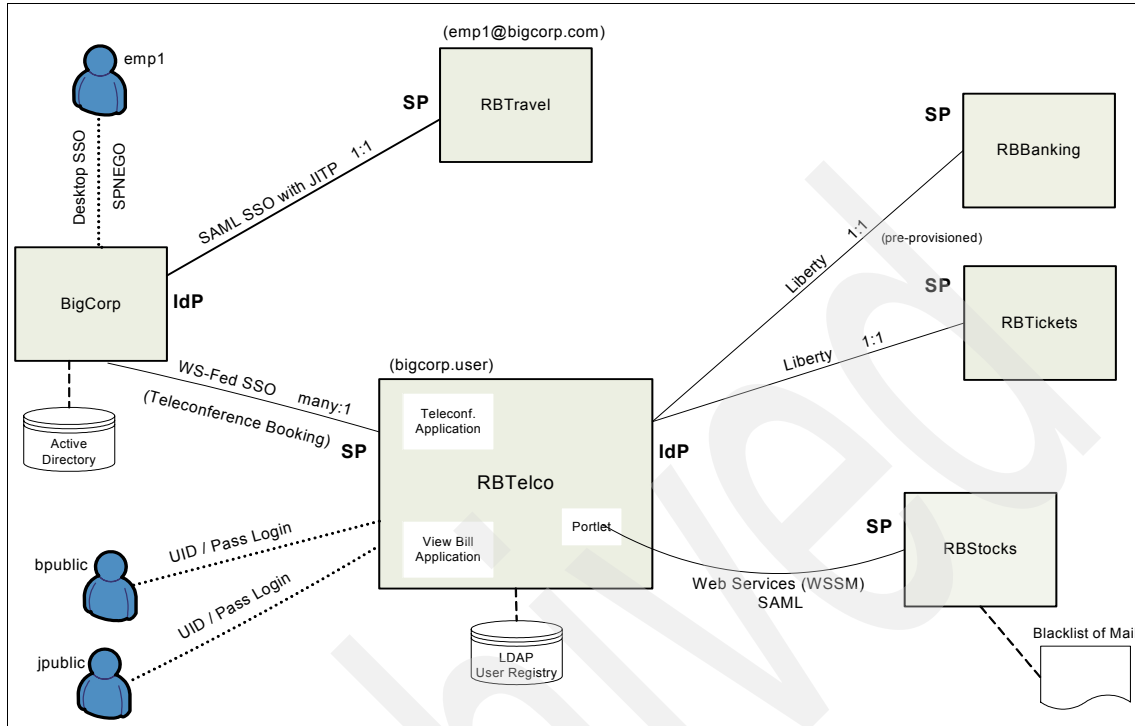 emp1
Desktop SSO
SPNEGO
(emp1@bigcorp.com)
SP
RBTravel
SAML SSO with JITP 1:1
BigCorp
IdP
Active
Directory
WS-Fed SSO many:1
(Teleconference Booking)
SP
(bigcorp.user)
Teleconf.
Application
RBTelco
IdP
View Bill
Application
Portlet
LDAP
User Registry
bpublic
UID / Pass Login
jpublic
UID / Pass Login
SP
RBBanking
1:1
(pre-provisioned)
Liberty
SP
RBTickets
Liberty 1:1
SP
RBStocks
Web Services (WSSM)
SAML
Blacklist of Mai